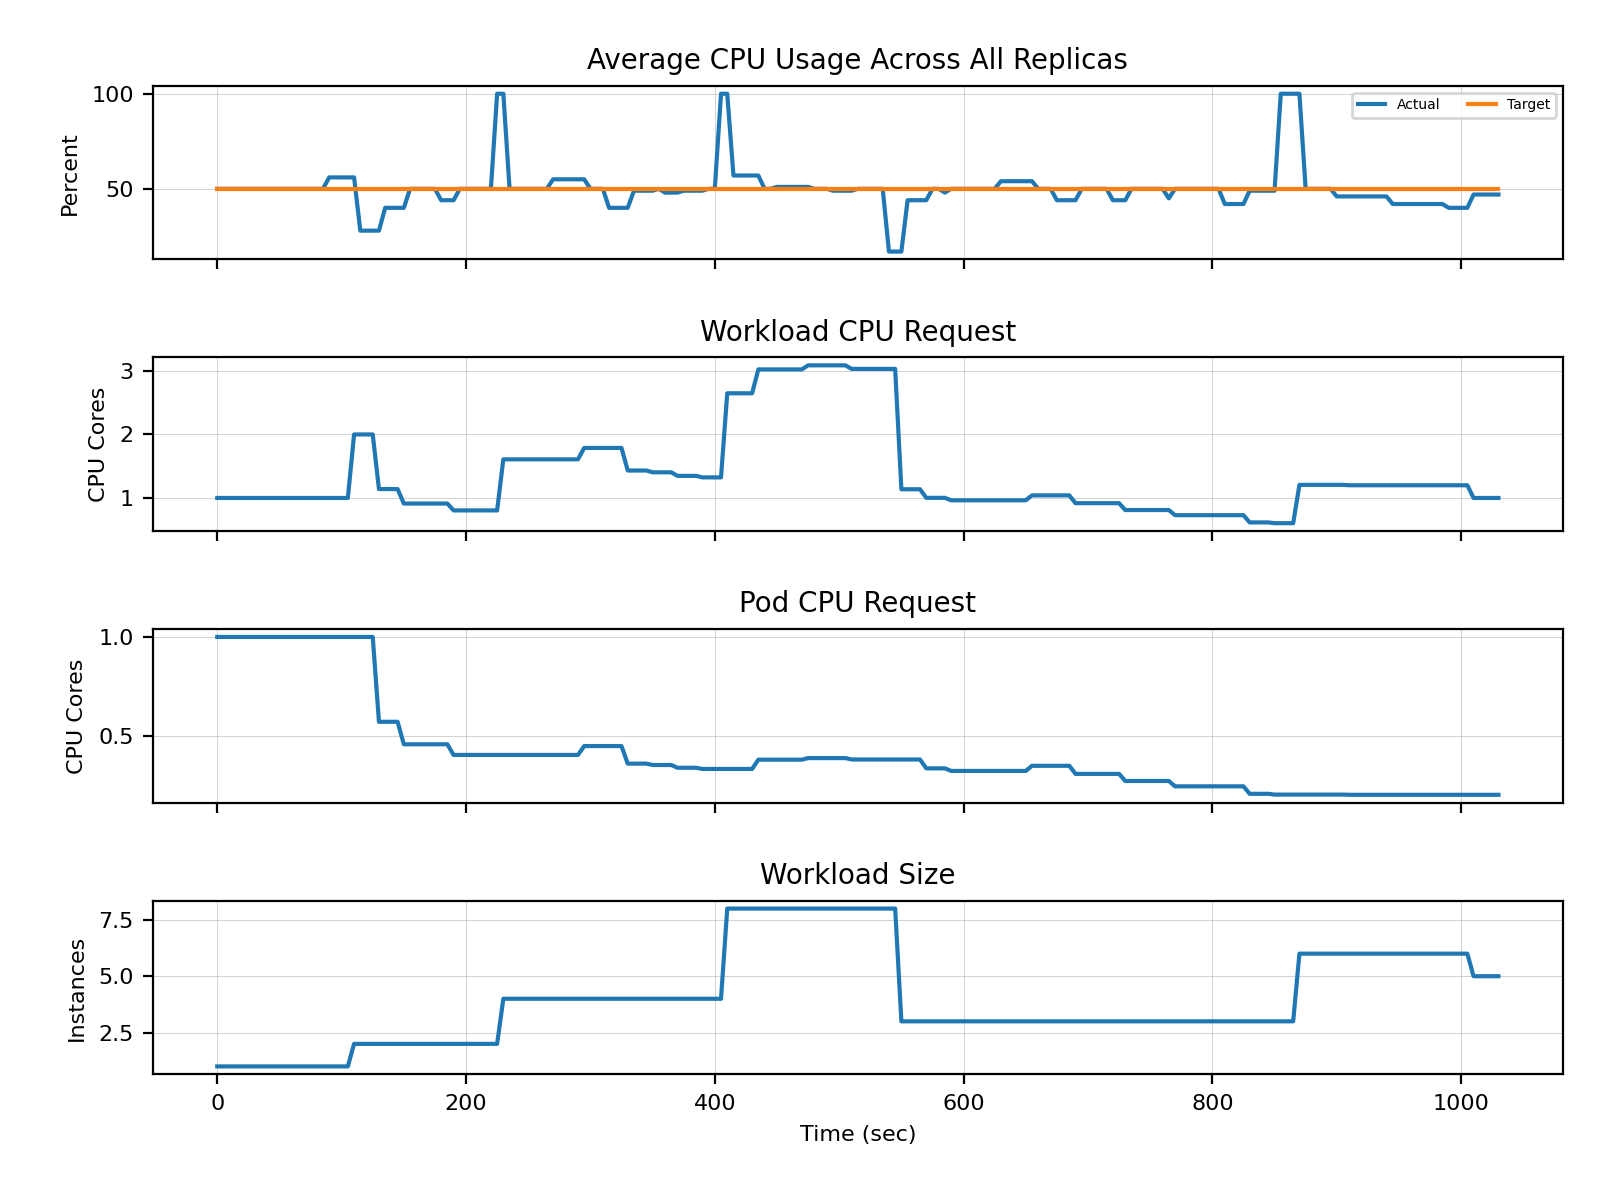 Average CPU Usage Across All Replicas
100
50
Percent
Actual Target
Workload CPU Request
3
2
1
CPU Cores
Pod CPU Request
1.0
0.5
CPU Cores
Workload Size
7.5
5.0
2.5
Instances
0 200 400 600 800 1000
Time (sec)